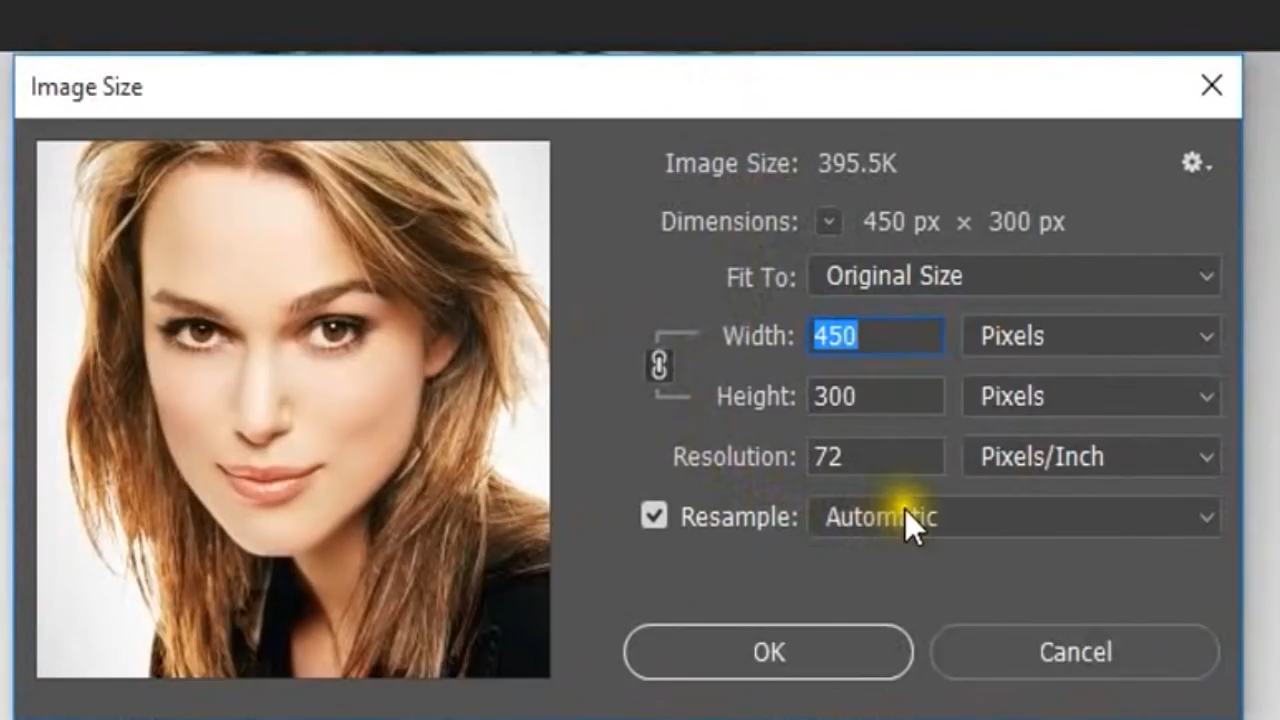 Image Size
Image Size: 395.5K
Dimensions: 450 px × 300 px
Fit To: Original Size
Width: 450 Pixels
Height: 300 Pixels
Resolution: 72 Pixels/Inch
Resample: Automatic
OK Cancel